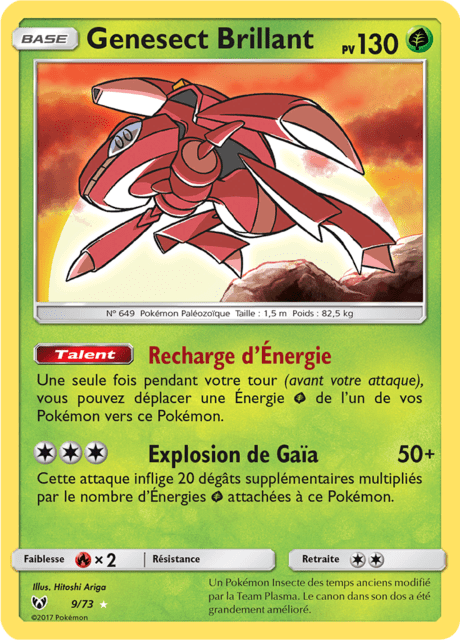 BASE Genesect Brillant PV 130
N° 649 Pokémon Paléozoïque Taille : 1,5 m Poids : 82,5 kg
Talent Recharge d'Énergie
Une seule fois pendant votre tour (avant votre attaque),
vous pouvez déplacer une Énergie de l'un de vos
Pokémon vers ce Pokémon.
Explosion de Gaïa 50+
Cette attaque inflige 20 dégâts supplémentaires multipliés
par le nombre d'Énergies attachées à ce Pokémon.
Faiblesse × 2 Résistance Retraite
Illus. Hitoshi Ariga
9/73
©2017 Pokémon
Un Pokémon Insecte des temps anciens modifié
par la Team Plasma. Le canon dans son dos a été
grandement amélioré.